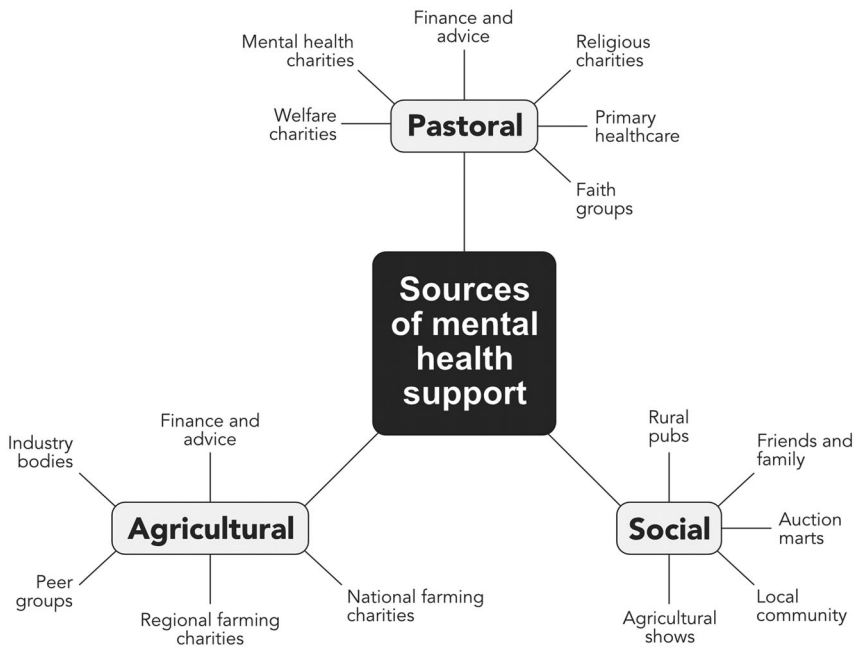 Finance and
advice
Mental health
charities
Religious
charities
Welfare
charities
Pastoral
Primary
healthcare
Faith
groups
Sources
of mental
health
support
Finance and
advice
Industry
bodies
Agricultural
Peer
groups
Regional farming
charities
National farming
charities
Rural
pubs
Friends and
family
Social
Auction
marts
Local
community
Agricultural
shows